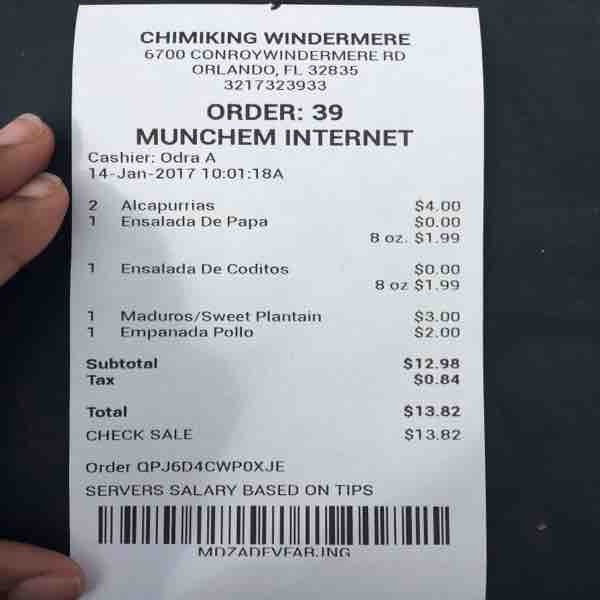 CHIMIKING WINDERMERE
6700 CONROYWINDERMERE RD
ORLANDO, FL 32835
3217323933
ORDER: 39
MUNCHEM INTERNET
Cashier: Odra A
14-Jan-2017 10:01:18A
2 Alcapurrias $4.00
1 Ensalada De Papa $0.00
8 oz. $1.99
1 Ensalada De Coditos $0.00
8 oz $1.99
1 Maduros/Sweet Plantain $3.00
1 Empanada Pollo $2.00
Subtotal $12.98
Tax $0.84
Total $13.82
CHECK SALE $13.82
Order QPJ6D4CWP0XJE
SERVERS SALARY BASED ON TIPS